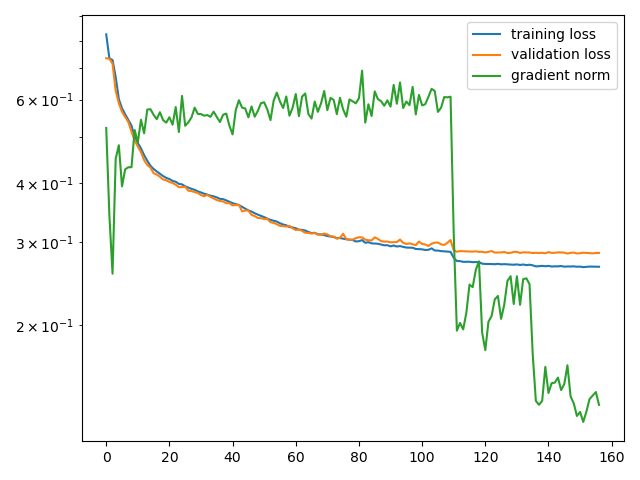 training loss
validation loss
gradient norm
6 × 10⁻¹
4 × 10⁻¹
3 × 10⁻¹
2 × 10⁻¹
0 20 40 60 80 100 120 140 160